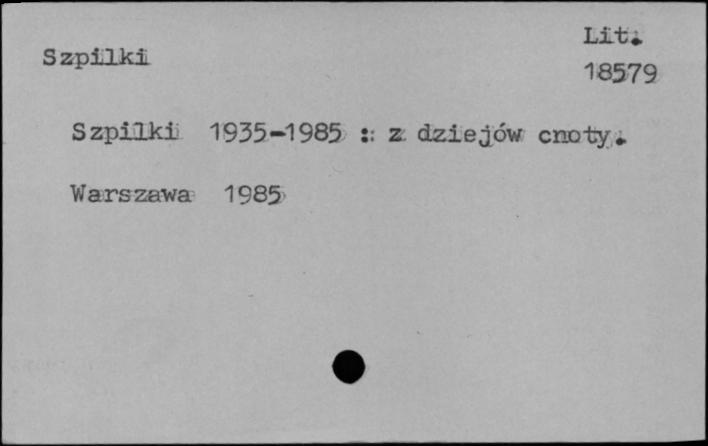 Lit.
Szpilki
18579
Szpilki 1935-1985 : z dziejów cnoty.
Warszawa 1985